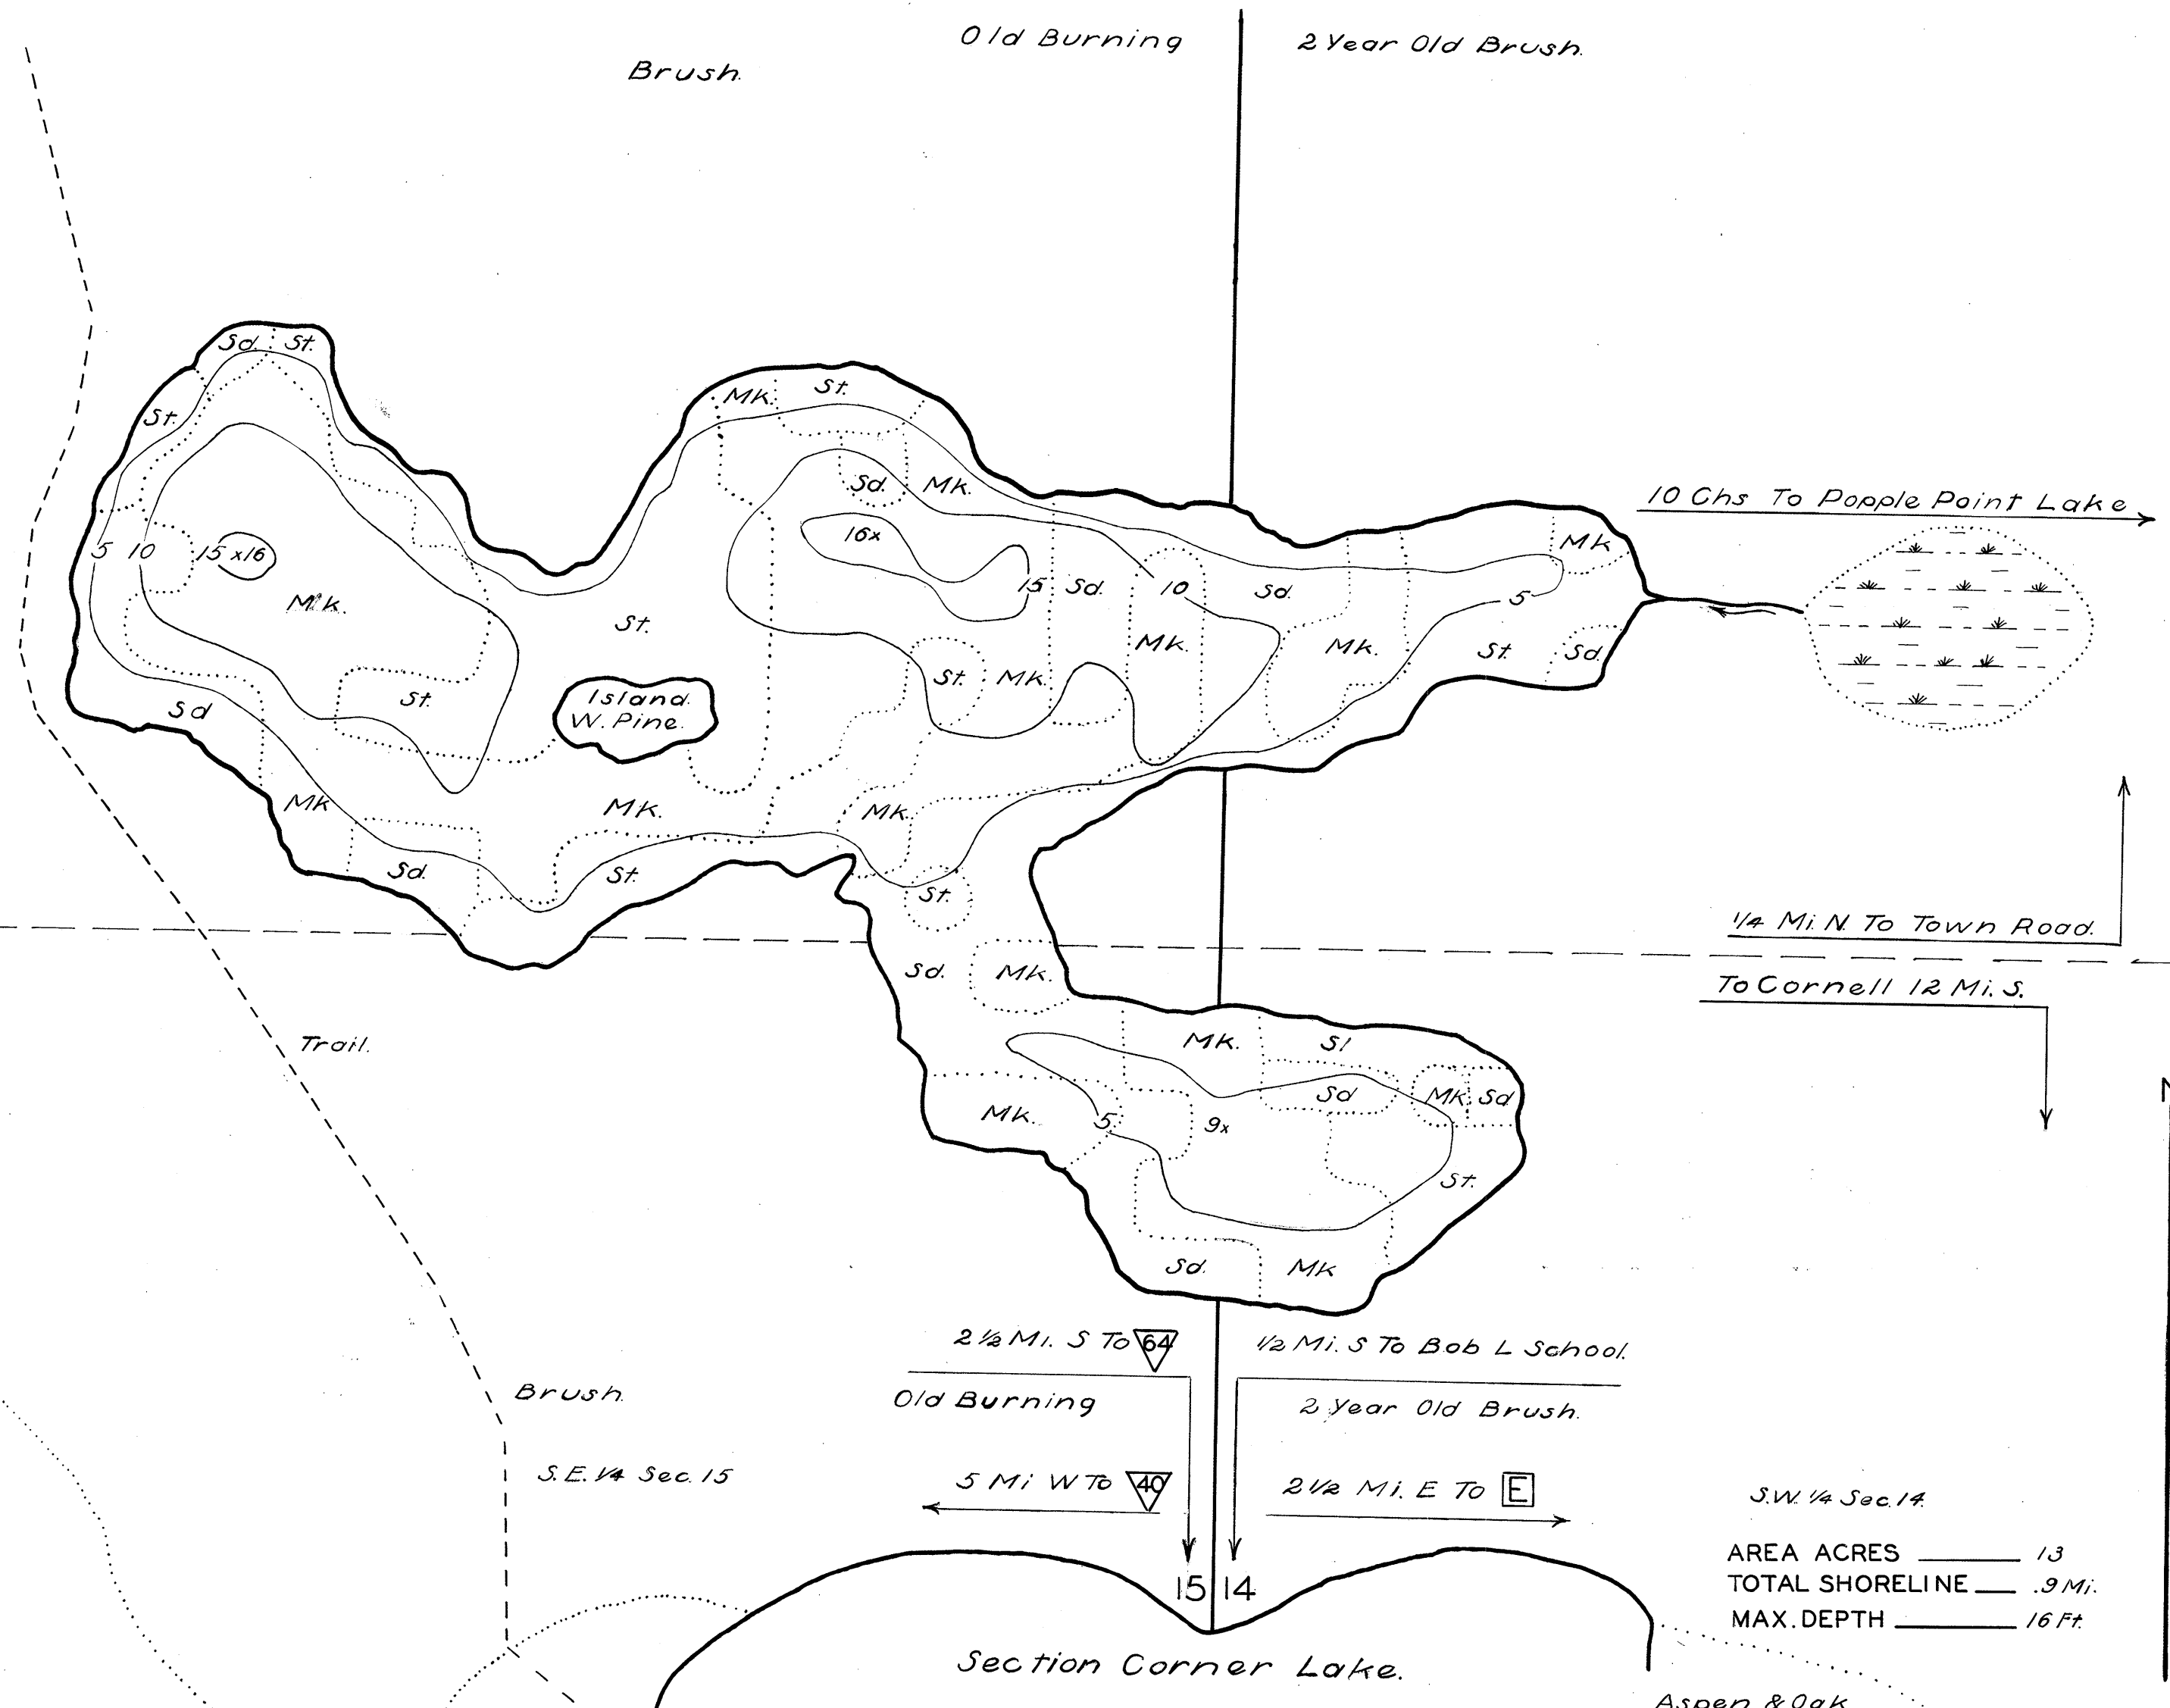 Old Burning
2 Year Old Brush.
Brush.
Sd. St.
St.
Mk. St.
Sd. Mk.
10 Chs To Popple Point Lake
16x
Mk
5 10 15 x16
15 Sd. 10 Sd.
5
Mk.
St.
Mk. Mk.
St. Sd.
St. Mk.
St.
Island.
W. Pine.
Sd
Mk
Mk.
Mk.
Sd.
St.
St.
1/4 Mi. N. To Town Road.
Sd. Mk.
To Cornell 12 Mi. S.
Trail.
Mk. Sl
Sd Mk. Sd
Mk. 5 9x
N
St.
Sd. Mk
2 1/2 Mi. S To 64
1/2 Mi. S To Bob L School.
Brush.
Old Burning
2 Year Old Brush.
S.E. 1/4 Sec. 15
5 Mi W To 40
2 1/2 Mi. E To E
S.W. 1/4 Sec. 14.
AREA ACRES 13
TOTAL SHORELINE .9 Mi.
MAX. DEPTH 16 Ft.
15 14
Section Corner Lake.
Aspen & Oak